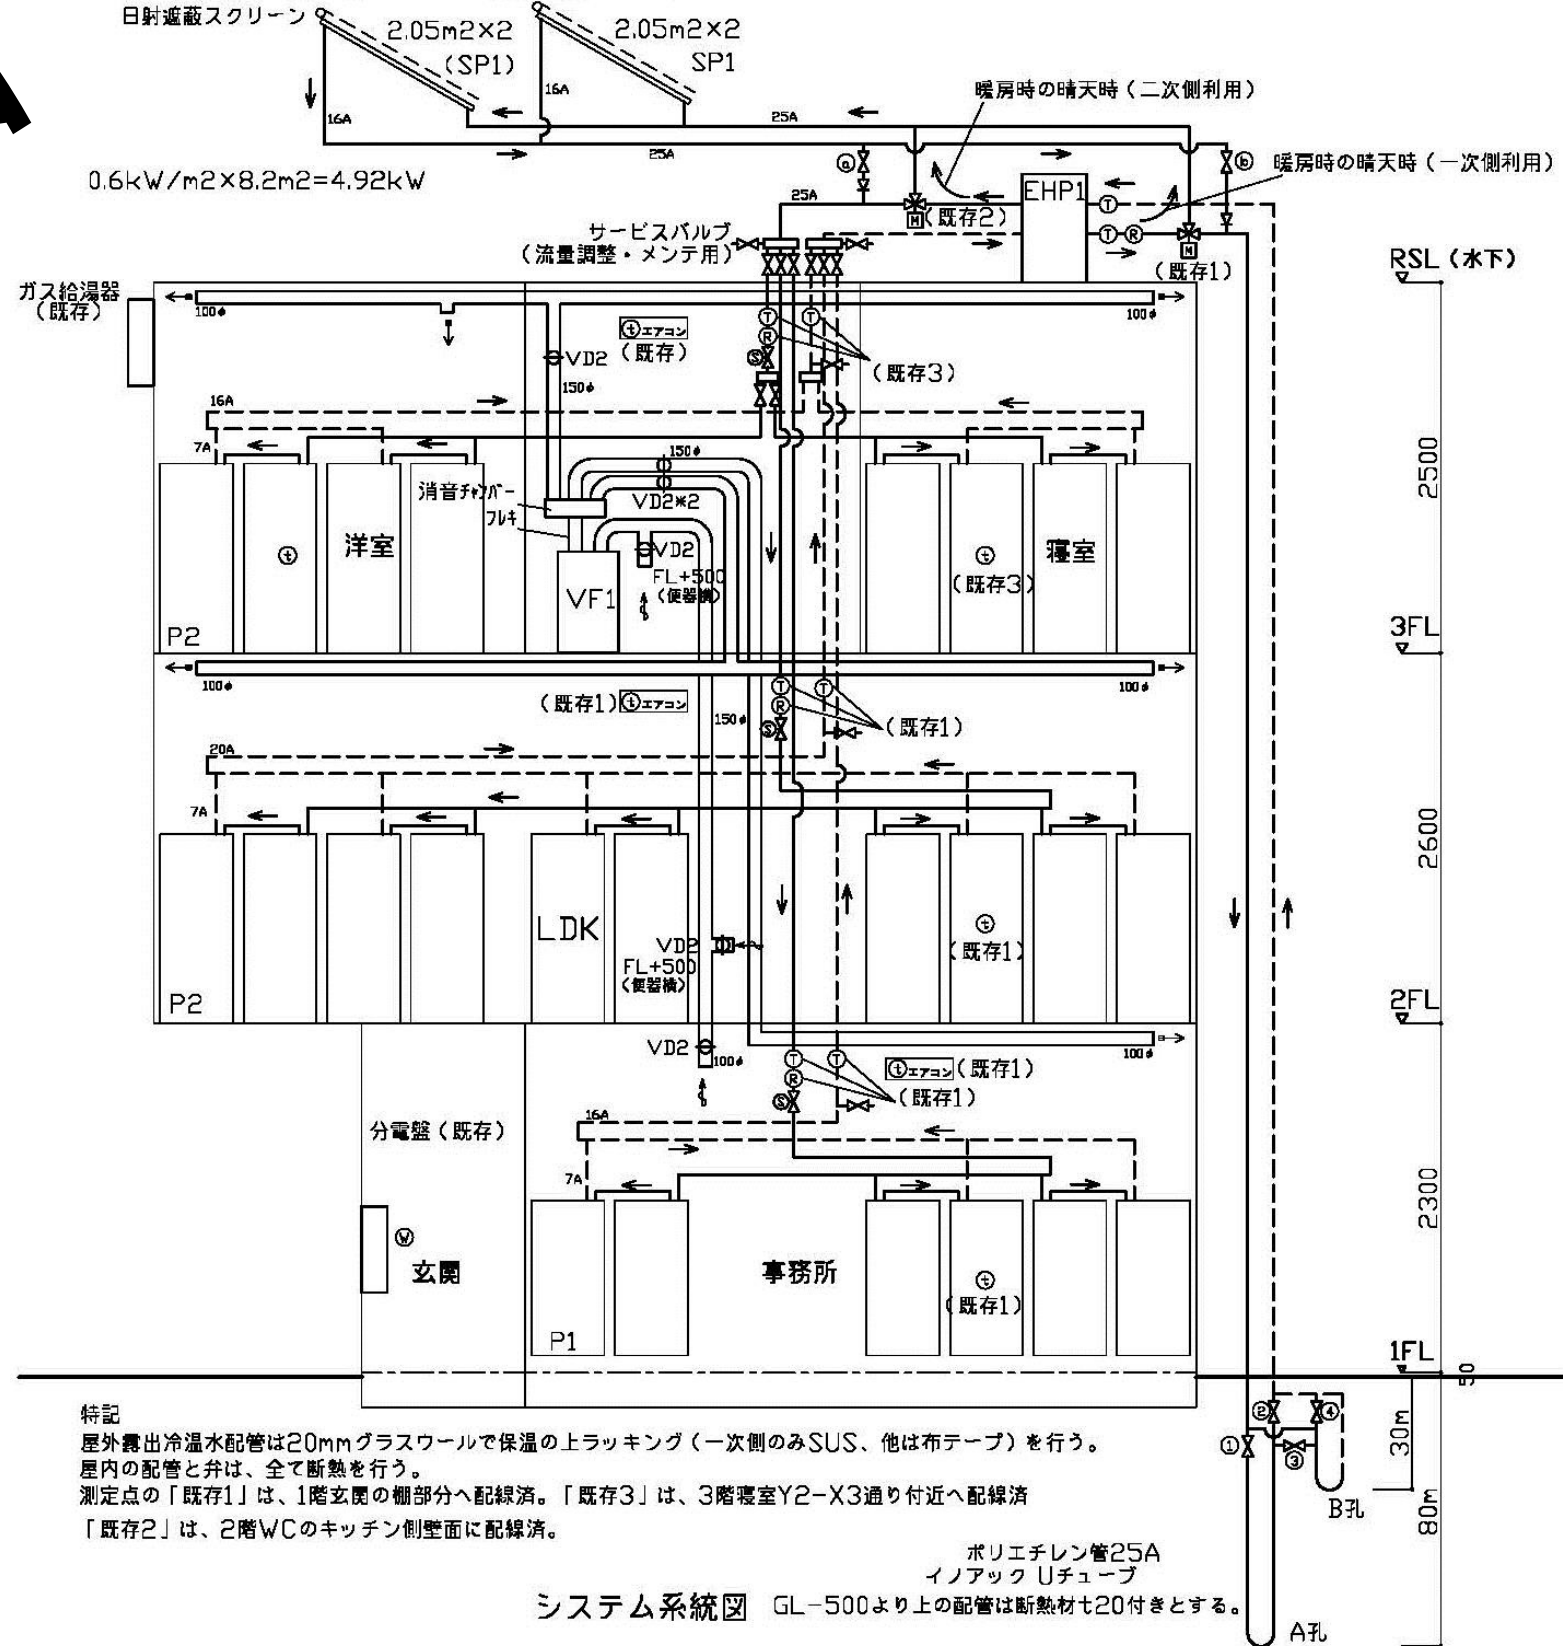 日射遮蔽スクリーン
2.05m2×2
(SP1)
2.05m2×2
SP1
16A
16A
25A
25A
0.6kW/m2×8.2m2=4.92kW
暖房時の晴天時(二次側利用)
暖房時の晴天時(一次側利用)
ⓐ
ⓑ
25A
EHP1
T
T
R
M
(既存2)
M
(既存1)
サービスバルブ
(流量調整・メンテ用)
RSL(水下)
ガス給湯器
(既存)
100φ
100φ
ⓣエアコン
(既存)
VD2
150φ
T
T
R
S
(既存3)
16A
7A
150φ
消音チャンバー
フレキ
VD2*2
VD2
FL+500
(便器横)
VF1
洋室
ⓣ
寝室
ⓣ
(既存3)
P2
2500
3FL
100φ
100φ
(既存1)
ⓣエアコン
150φ
T
T
R
S
(既存1)
20A
7A
LDK
VD2
FL+500
(便器横)
ⓣ
(既存1)
P2
2600
2FL
VD2
100φ
100φ
T
T
R
S
ⓣエアコン
(既存1)
(既存1)
16A
7A
分電盤(既存)
Ⓦ
玄関
事務所
ⓣ
(既存1)
P1
2300
1FL
50
特記
屋外露出冷温水配管は20mmグラスウールで保温の上ラッキング(一次側のみSUS、他は布テープ)を行う。
屋内の配管と弁は、全て断熱を行う。
測定点の「既存1」は、1階玄関の棚部分へ配線済。「既存3」は、3階寝室Y2-X3通り付近へ配線済
「既存2」は、2階WCのキッチン側壁面に配線済。
①
②
③
④
30m
B孔
80m
ポリエチレン管25A
イノアック Uチューブ
システム系統図
GL-500より上の配管は断熱材t20付きとする。
A孔